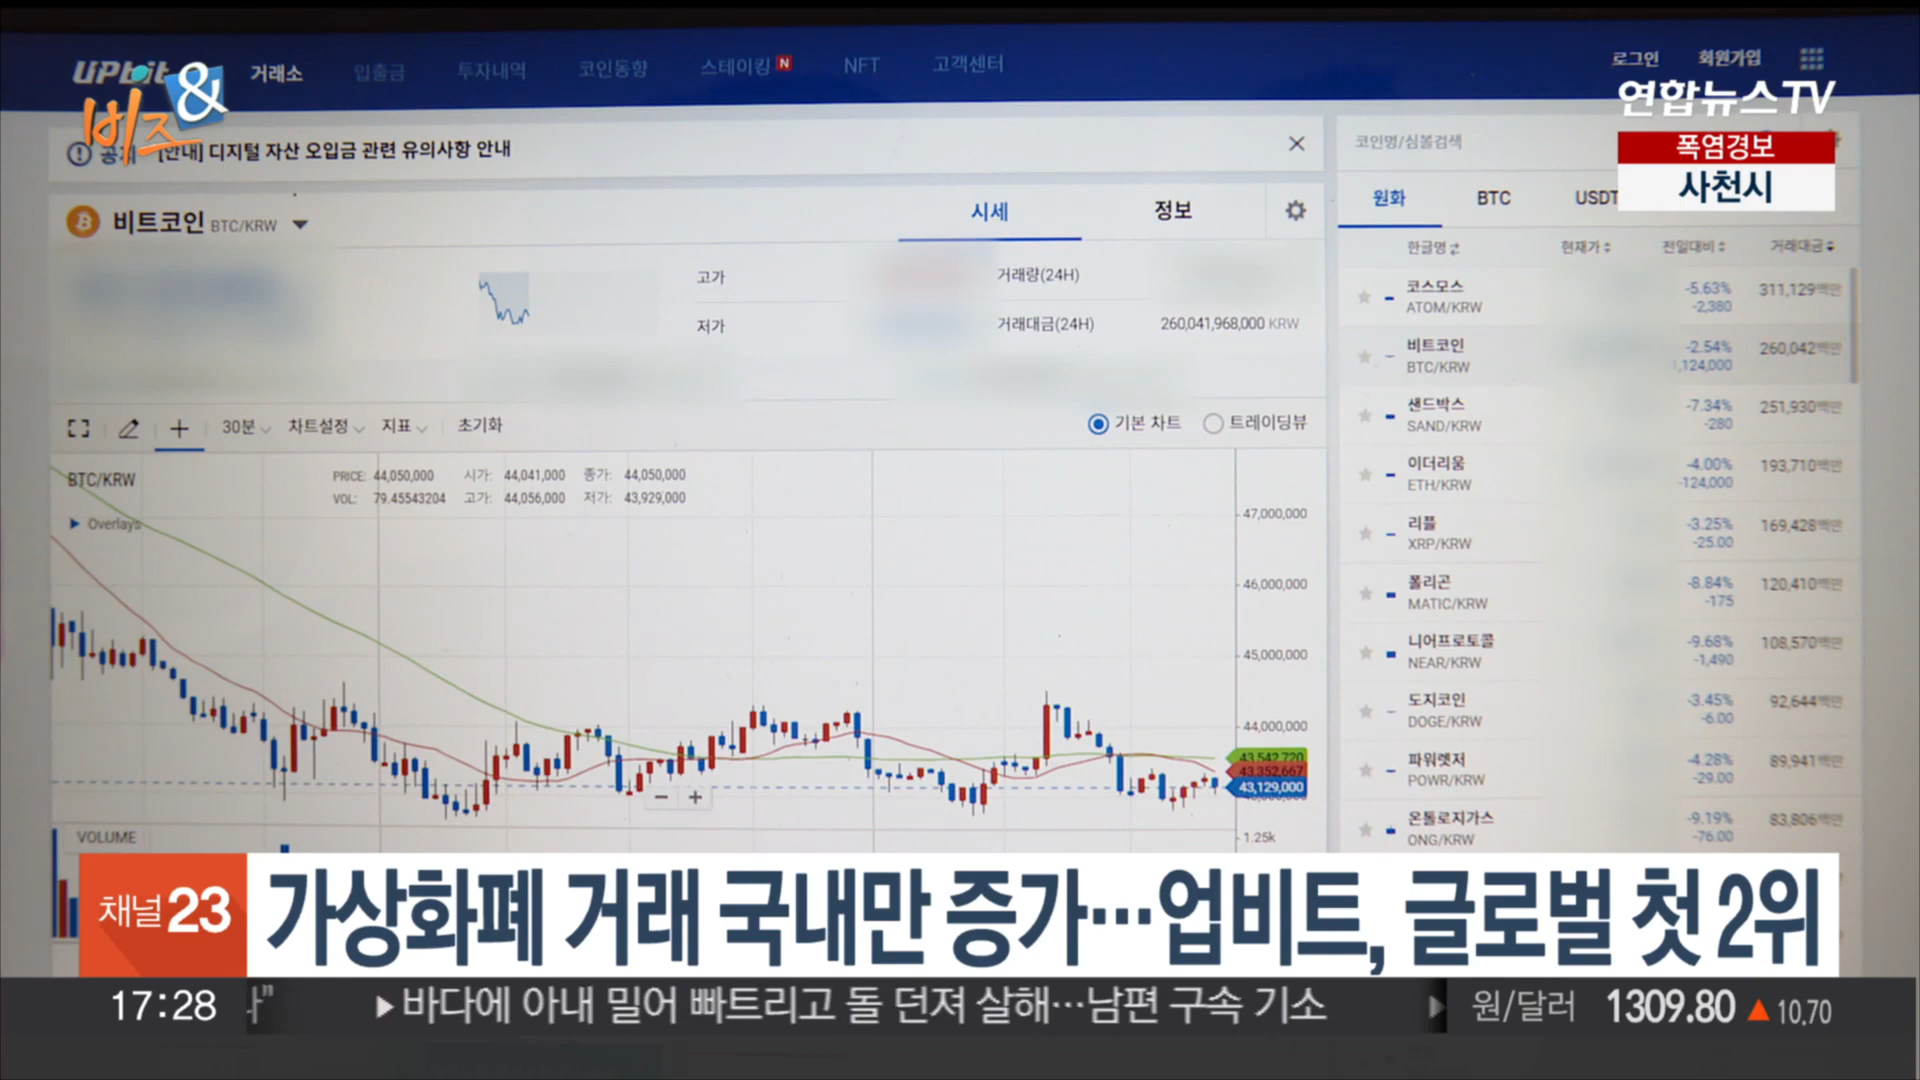 UPbit 거래소 입출금 투자내역 코인동향 스테이킹 N NFT 고객센터 로그인 회원가입
비즈&
연합뉴스TV
폭염경보
사천시
공지 [안내] 디지털 자산 오입금 관련 유의사항 안내
비트코인 BTC/KRW 시세 정보
고가 거래량(24H)
저가 거래대금(24H) 260,041,968,000 KRW
30분 차트설정 지표 초기화 기본 차트 트레이딩뷰
BTC/KRW PRICE: 44,050,000 시가: 44,041,000 종가: 44,050,000
VOL: 79.45543204 고가: 44,056,000 저가: 43,929,000
Overlays
47,000,000
46,000,000
45,000,000
44,000,000
43,542,720
43,352,667
43,129,000
1.25k
VOLUME
코인명/심볼검색
원화 BTC USDT
한글명 현재가 전일대비 거래대금
코스모스 -5.63% 311,129백만
ATOM/KRW -2,380
비트코인 -2.54% 260,042백만
BTC/KRW 1,124,000
샌드박스 -7.34% 251,930백만
SAND/KRW -280
이더리움 -4.00% 193,710백만
ETH/KRW -124,000
리플 -3.25% 169,428백만
XRP/KRW -25.00
폴리곤 -8.84% 120,410백만
MATIC/KRW -175
니어프로토콜 -9.68% 108,570백만
NEAR/KRW -1,490
도지코인 -3.45% 92,644백만
DOGE/KRW -6.00
파워렛저 -4.28% 89,941백만
POWR/KRW -29.00
온톨로지가스 -9.19% 83,806백만
ONG/KRW -76.00
채널 23 가상화폐 거래 국내만 증가…업비트, 글로벌 첫 2위
17:28 ▶바다에 아내 밀어 빠트리고 돌 던져 살해…남편 구속 기소 ▶ 원/달러 1309.80 ▲10.70